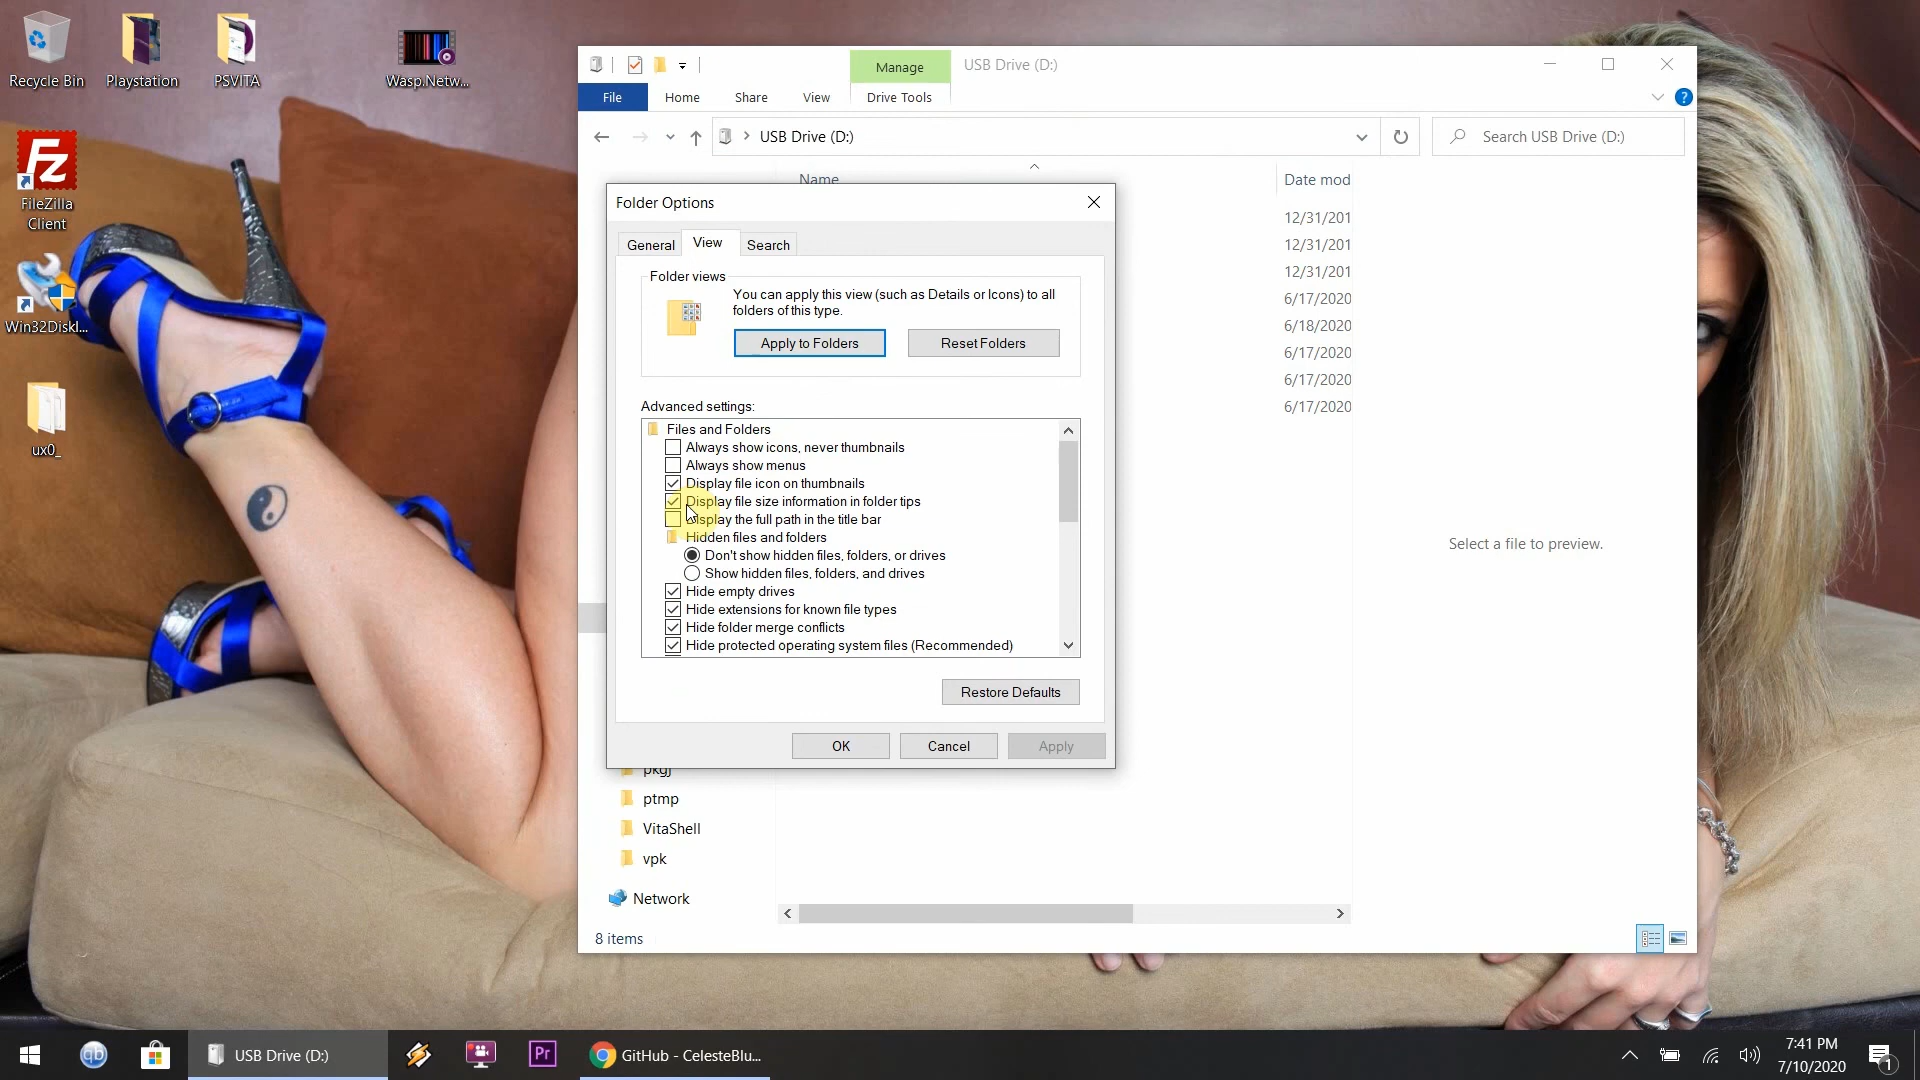 Recycle Bin
Playstation
PSVITA
Wasp.Netw...
FileZilla
Client
Win32DiskI...
ux0_
Manage
USB Drive (D:)
File
Home
Share
View
Drive Tools
USB Drive (D:)
Search USB Drive (D:)
Name
Date mod
12/31/201
12/31/201
12/31/201
6/17/2020
6/18/2020
6/17/2020
6/17/2020
6/17/2020
Folder Options
General
View
Search
Folder views
You can apply this view (such as Details or Icons) to all
folders of this type.
Apply to Folders
Reset Folders
Advanced settings:
Files and Folders
Always show icons, never thumbnails
Always show menus
Display file icon on thumbnails
Display file size information in folder tips
Display the full path in the title bar
Hidden files and folders
Don't show hidden files, folders, or drives
Show hidden files, folders, and drives
Hide empty drives
Hide extensions for known file types
Hide folder merge conflicts
Hide protected operating system files (Recommended)
Restore Defaults
OK
Cancel
Apply
Select a file to preview.
pkgj
ptmp
VitaShell
vpk
Network
8 items
qb
USB Drive (D:)
Pr
GitHub - CelesteBlu...
7:41 PM
7/10/2020
1